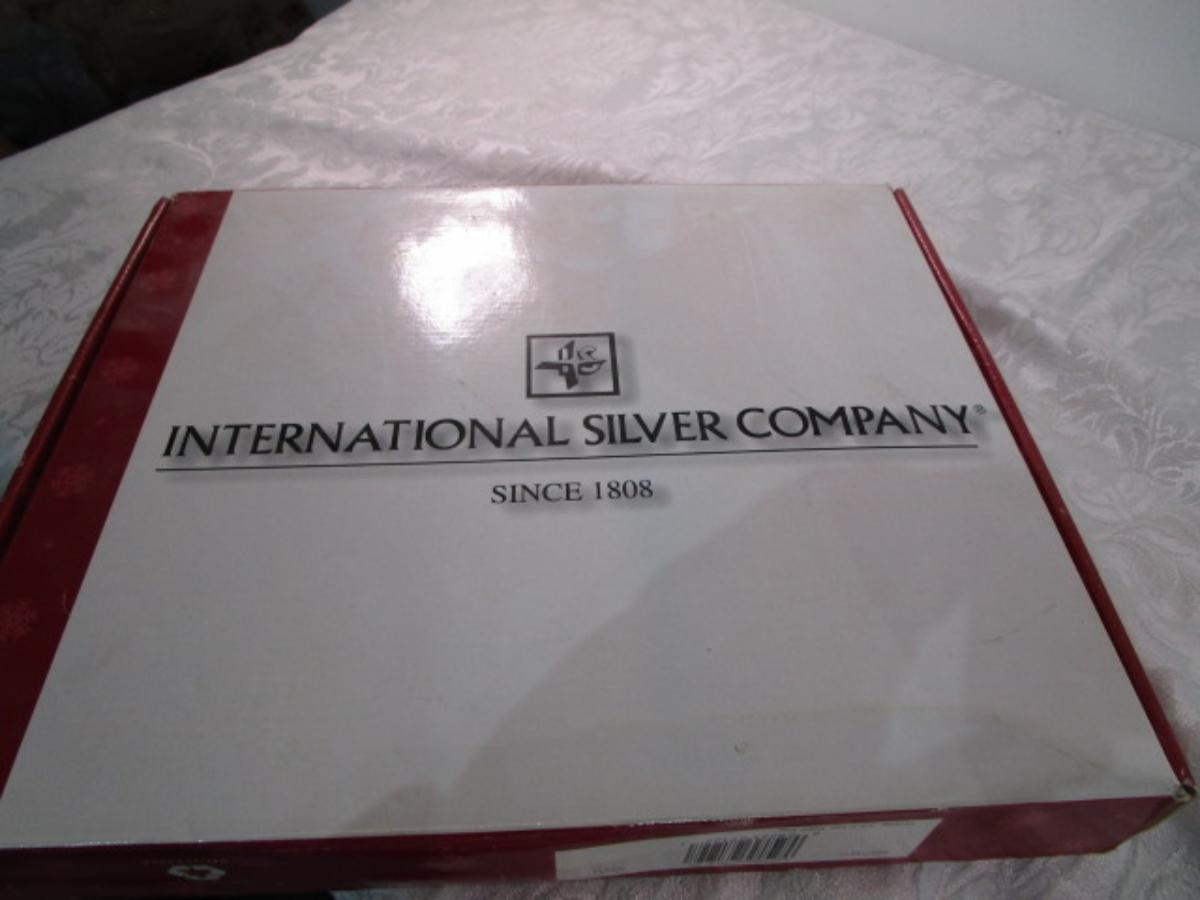 INTERNATIONAL SILVER COMPANY®
SINCE 1808